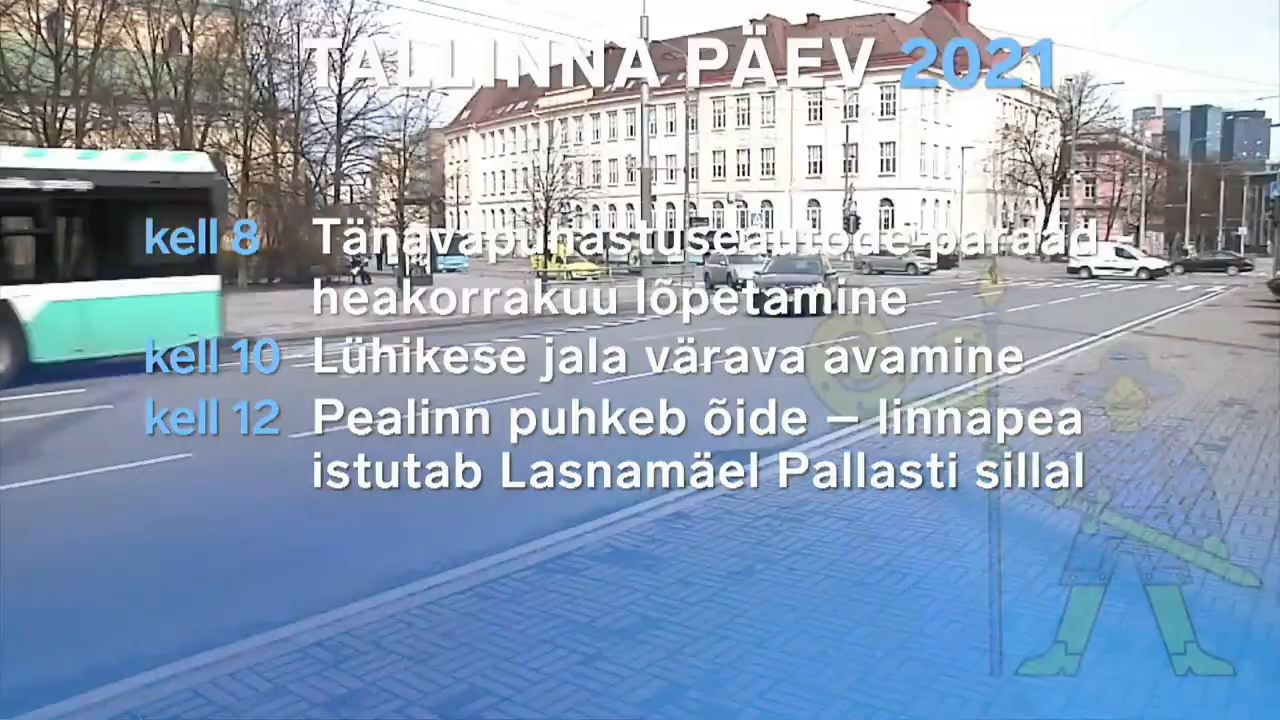 TALLINNA PÄEV 2021
kell 8 Tänavapuhastuseautode paraad
heakorrakuu lõpetamine
kell 10 Lühikese jala värava avamine
kell 12 Pealinn puhkeb õide – linnapea
istutab Lasnamäel Pallasti sillal